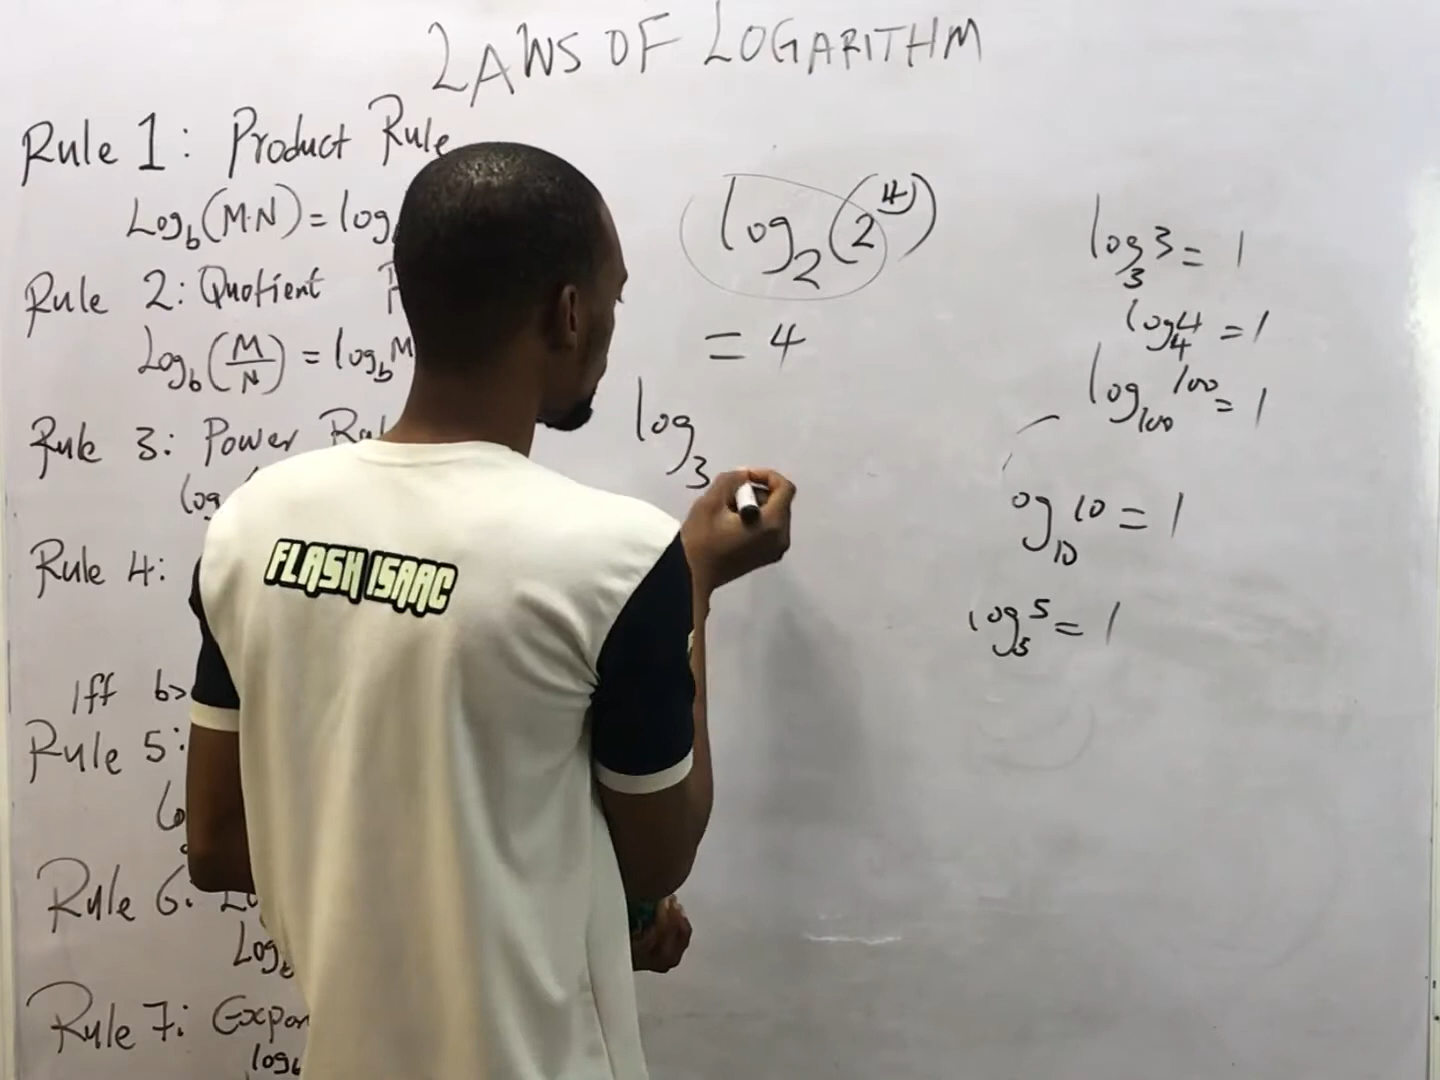 LAWS OF LOGARITHM
Rule 1: Product Rule
Log_b(M·N) = log
Rule 2: Quotient
Log_b(M/N) = log_b M
Rule 3: Power Rul
log
Rule 4:
Iff b>
Rule 5:
Rule 6:
Log
Rule 7: Expon
log_b
log_2(2^4)
= 4
log_3
log_3 3 = 1
log_4 4 = 1
log_100 100 = 1
og_10 10 = 1
log_5 5 = 1
FLASH ISAAC